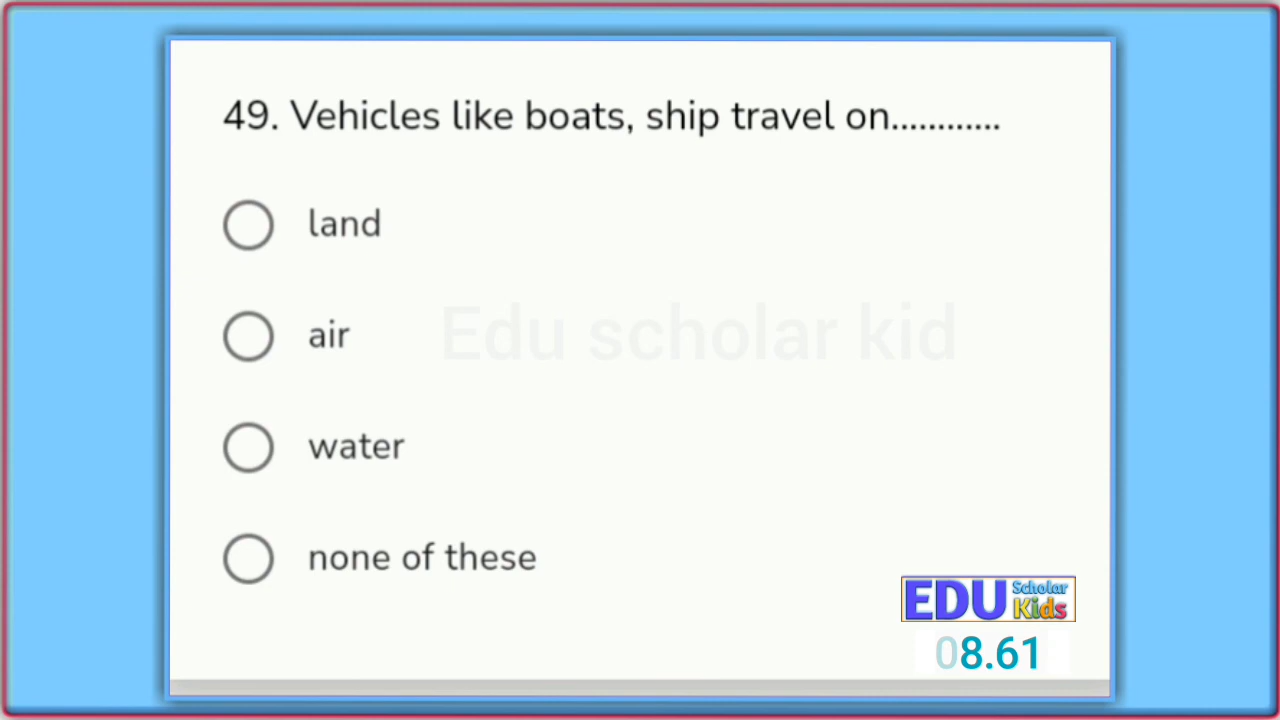 49. Vehicles like boats, ship travel on............
land
air
Edu scholar kid
water
none of these
EDU Scholar Kids
08.61